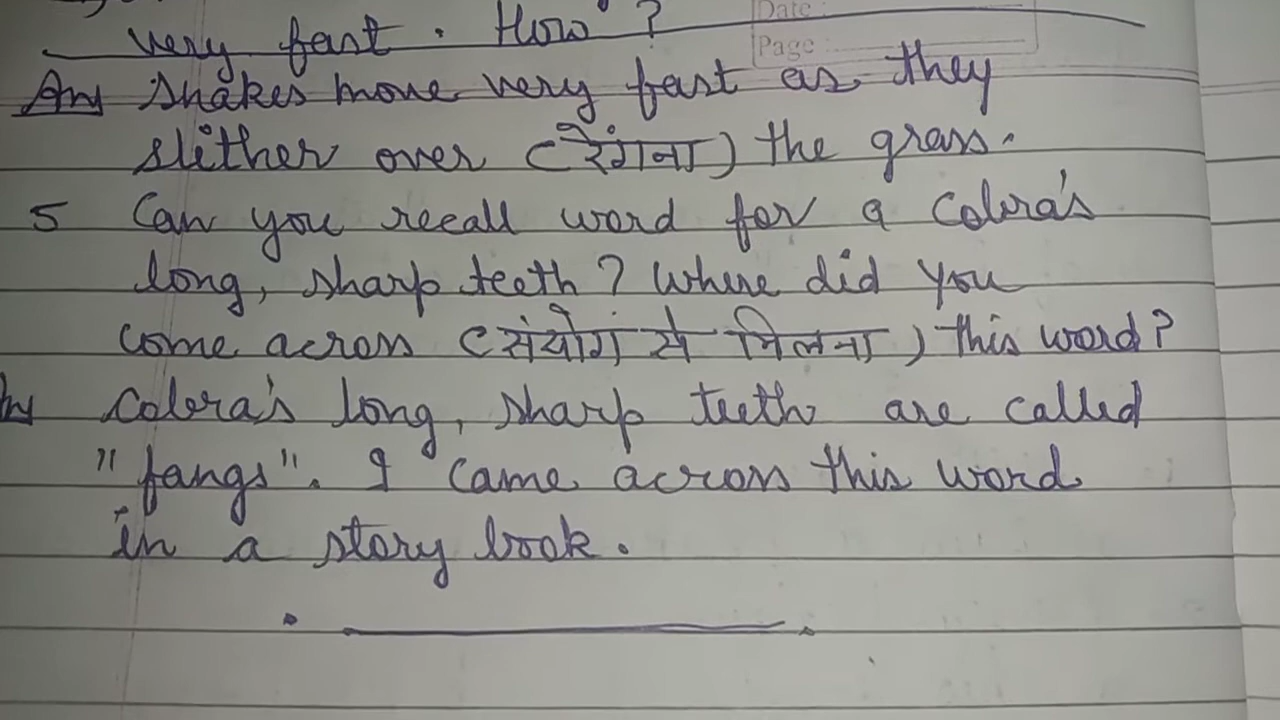 very fast. How ?
Date :
Page :
Ans Snakes move very fast as they
slither over (रेंगना) the grass.
5 Can you recall word for a Cobra's
long, sharp teeth ? Where did you
come across (संयोग से मिलना) this word?
Ans Cobra's long, sharp teeth are called
"fangs". I came across this word
in a story book.